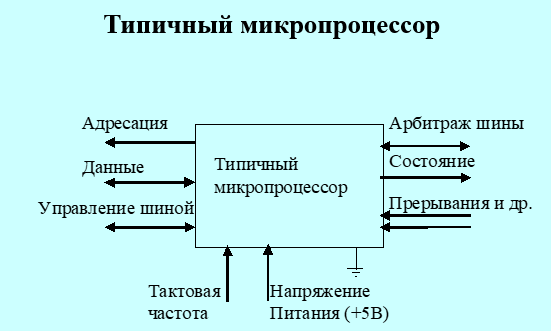 Типичный микропроцессор
Адресация
Арбитраж шины
Данные
Типичный
микропроцессор
Состояние
Управление шиной
Прерывания и др.
Тактовая
частота
Напряжение
Питания (+5В)